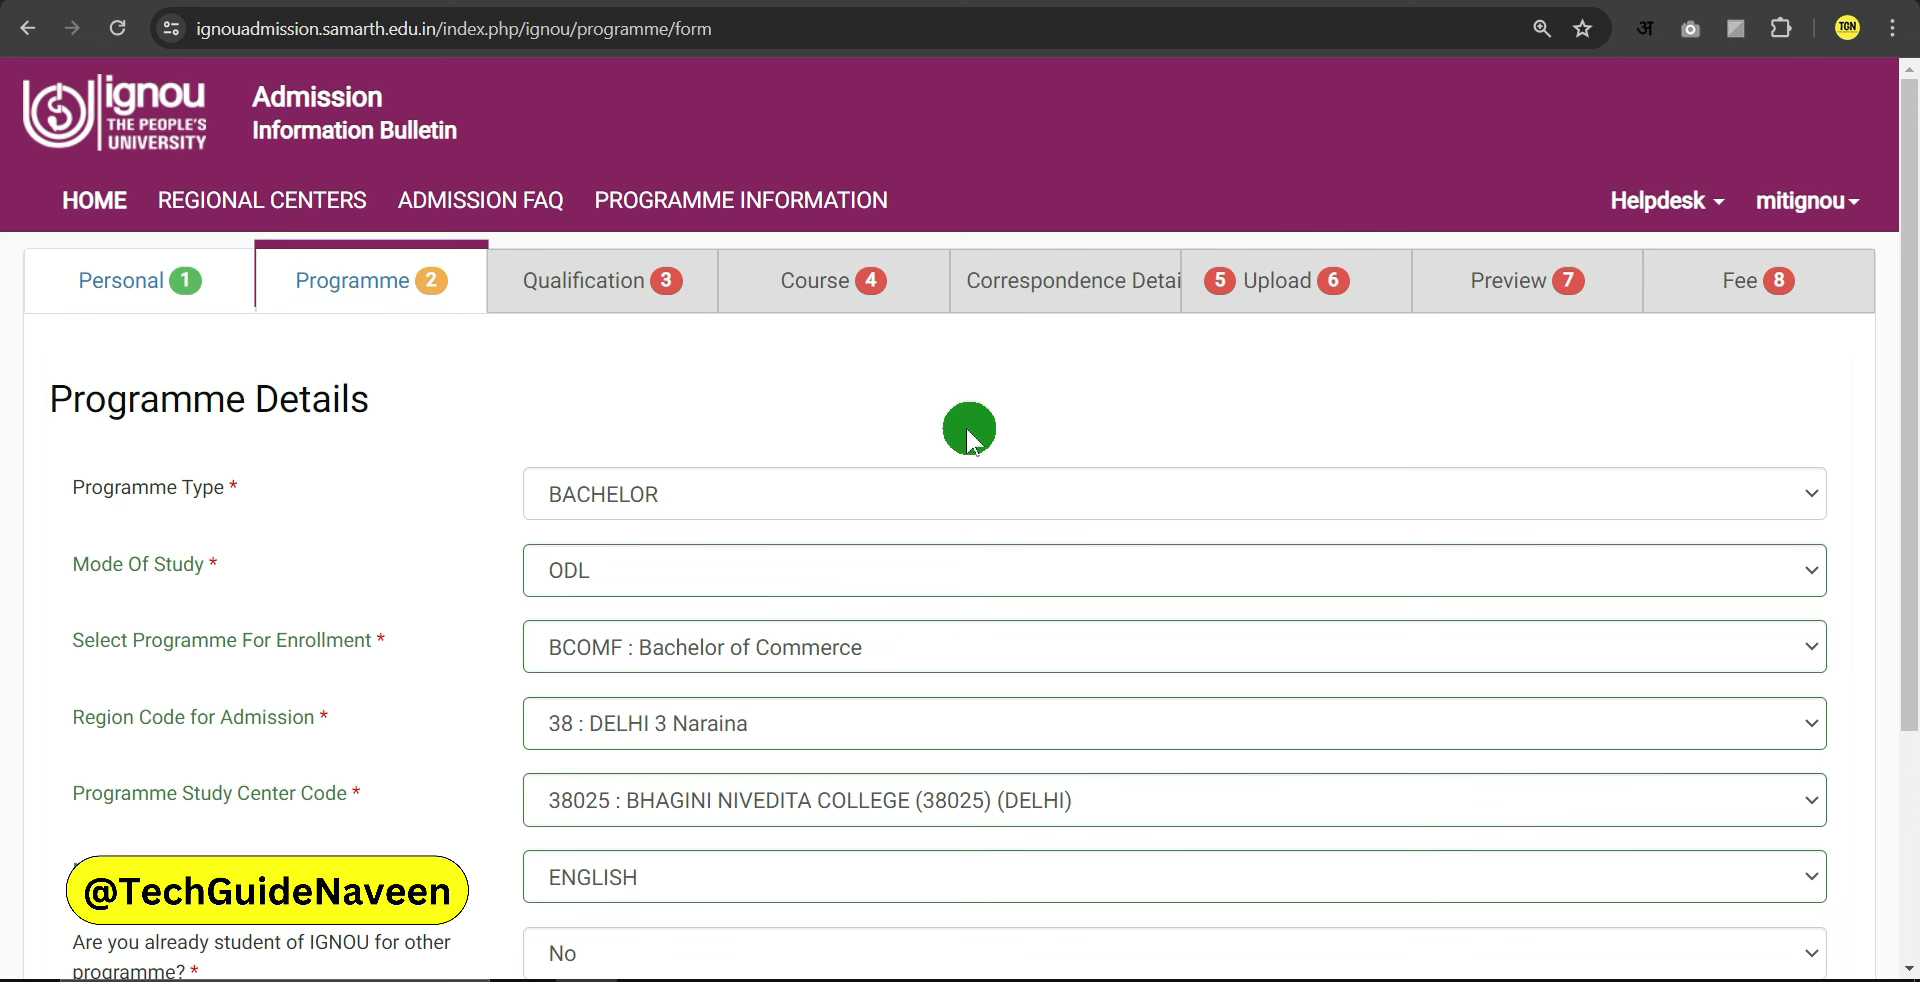 ignouadmission.samarth.edu.in/index.php/ignou/programme/form
अ
TGN
ignou
THE PEOPLE'S
UNIVERSITY
Admission
Information Bulletin
HOME REGIONAL CENTERS ADMISSION FAQ PROGRAMME INFORMATION Helpdesk mitignou
Personal 1 Programme 2 Qualification 3 Course 4 Correspondence Detai 5 Upload 6 Preview 7 Fee 8
Programme Details
Programme Type * BACHELOR
Mode Of Study * ODL
Select Programme For Enrollment * BCOMF : Bachelor of Commerce
Region Code for Admission * 38 : DELHI 3 Naraina
Programme Study Center Code * 38025 : BHAGINI NIVEDITA COLLEGE (38025) (DELHI)
@TechGuideNaveen ENGLISH
Are you already student of IGNOU for other
programme? * No